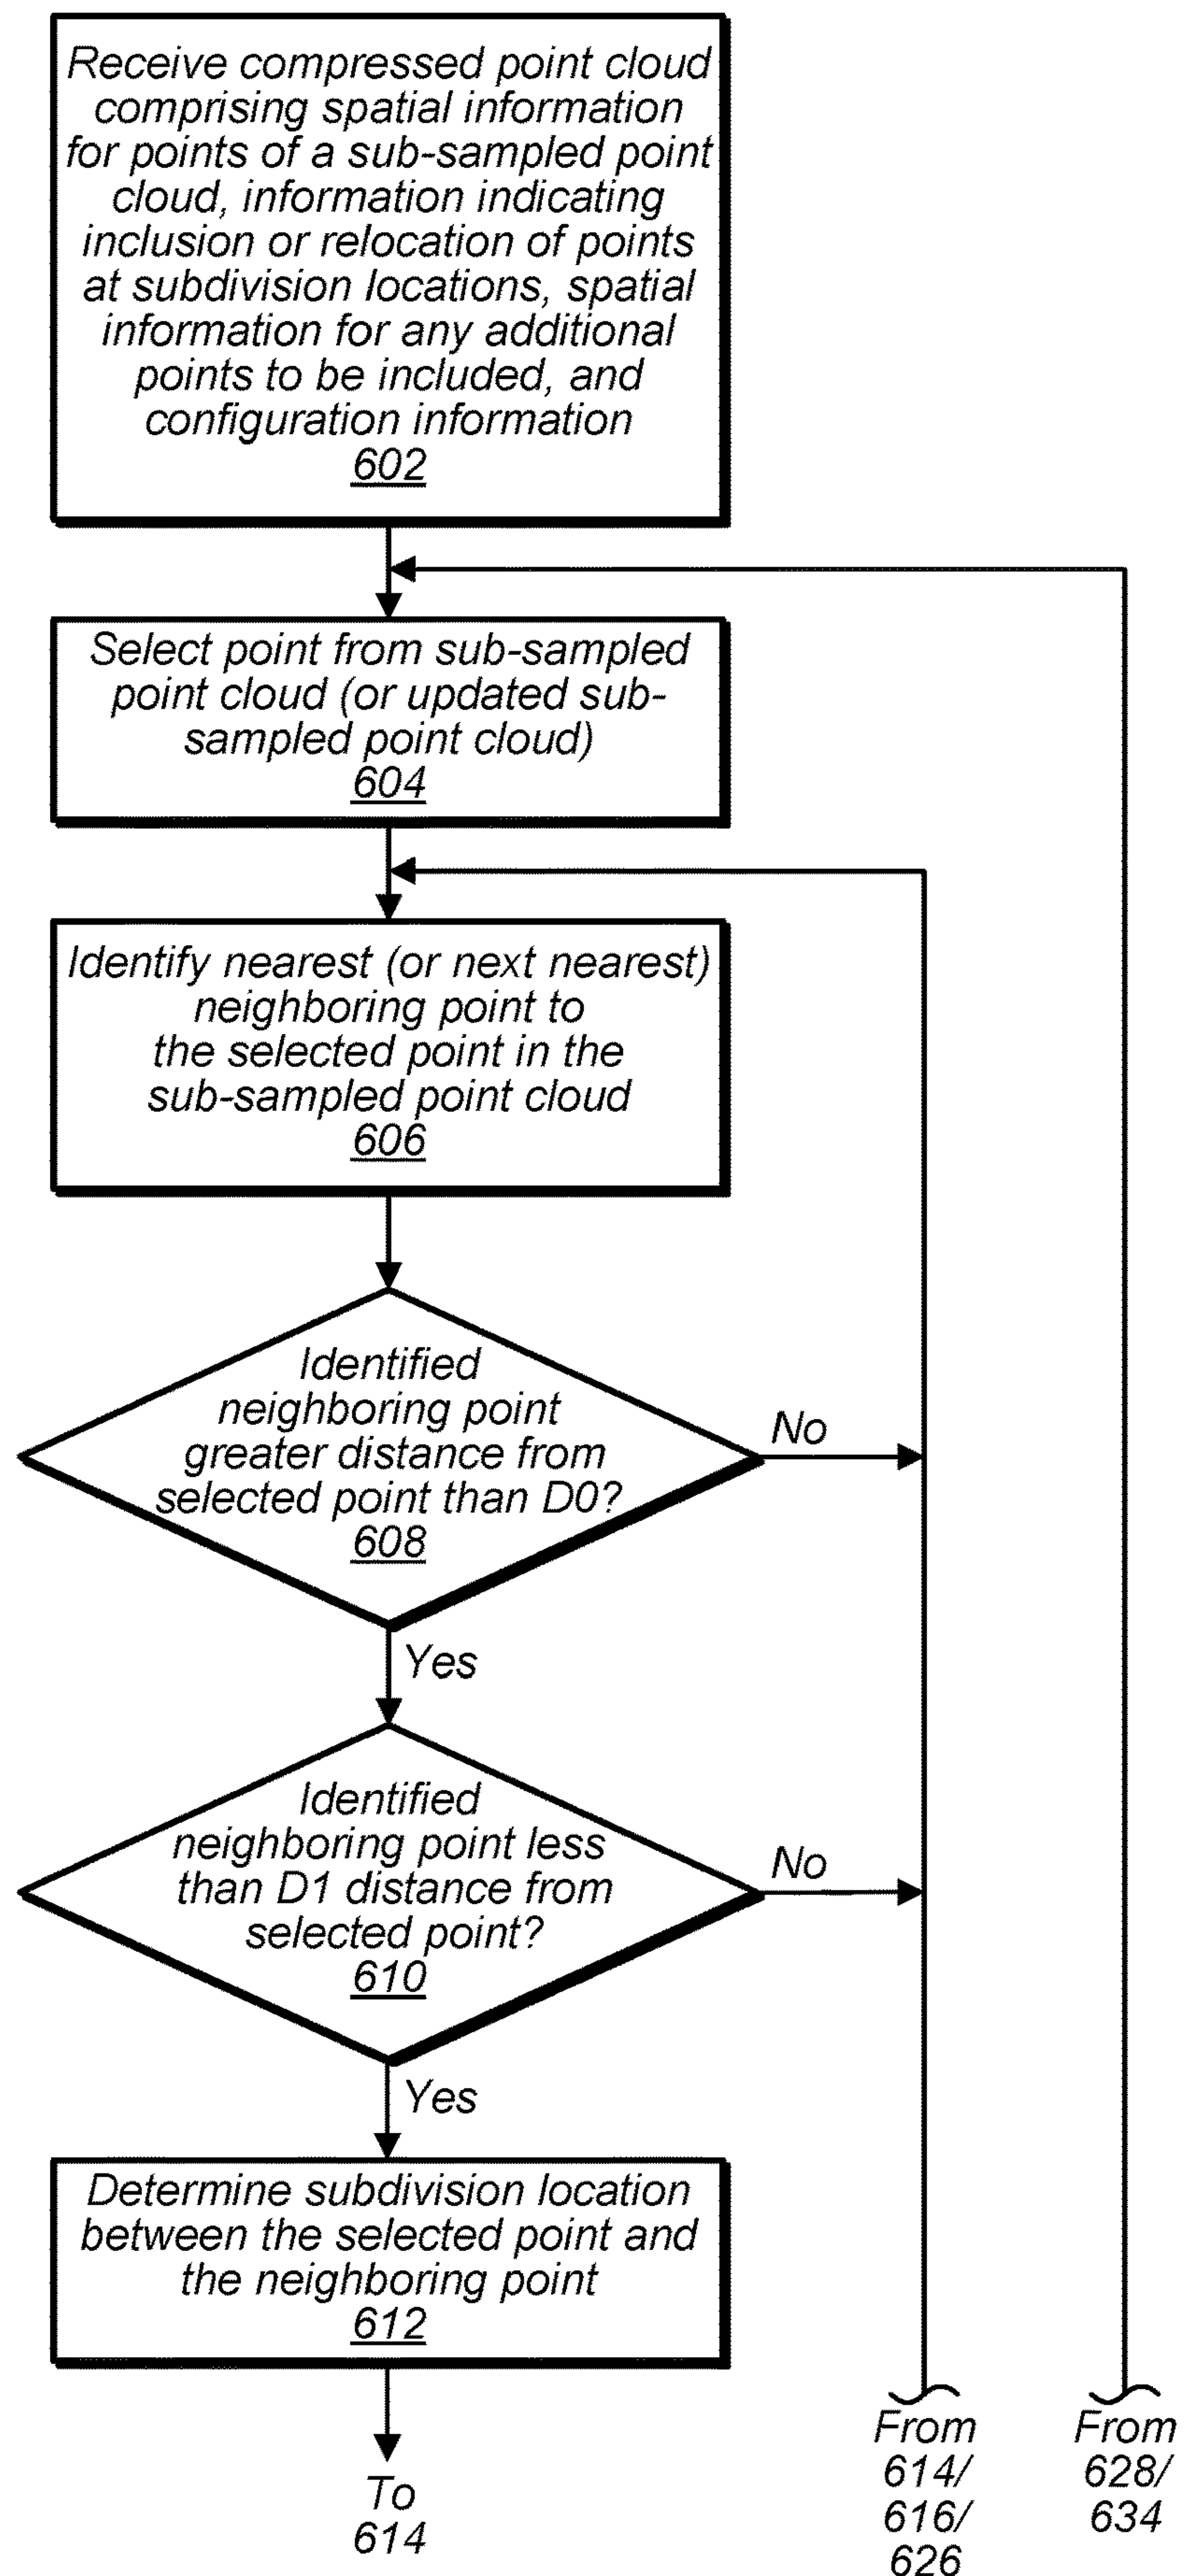 Receive compressed point cloud
comprising spatial information
for points of a sub-sampled point
cloud, information indicating
inclusion or relocation of points
at subdivision locations, spatial
information for any additional
points to be included, and
configuration information
602
Select point from sub-sampled
point cloud (or updated sub-
sampled point cloud)
604
Identify nearest (or next nearest)
neighboring point to
the selected point in the
sub-sampled point cloud
606
Identified
neighboring point
greater distance from
selected point than D0?
608
No
Yes
Identified
neighboring point less
than D1 distance from
selected point?
610
No
Yes
Determine subdivision location
between the selected point and
the neighboring point
612
To
614
From
614/
616/
626
From
628/
634